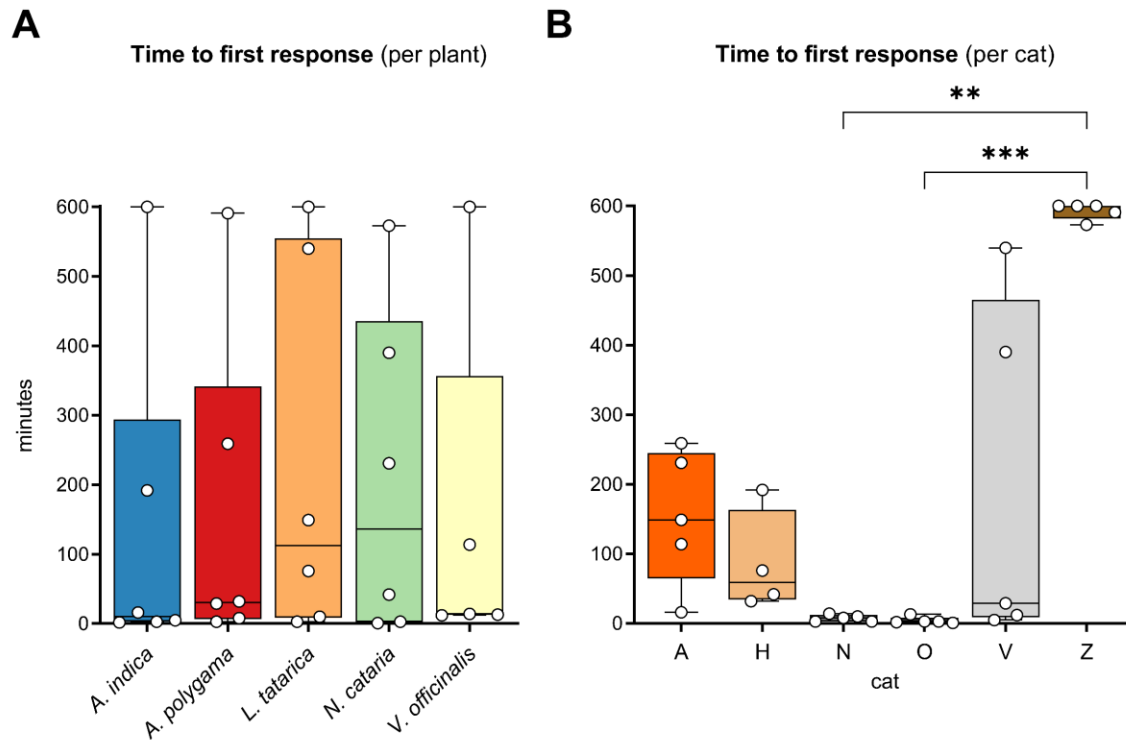 A
Time to first response (per plant)
600
500
400
300
200
100
0
minutes
A. indica
A. polygama
L. tatarica
N. cataria
V. officinalis
B
Time to first response (per cat)
**
***
600
500
400
300
200
100
0
A H N O V Z
cat